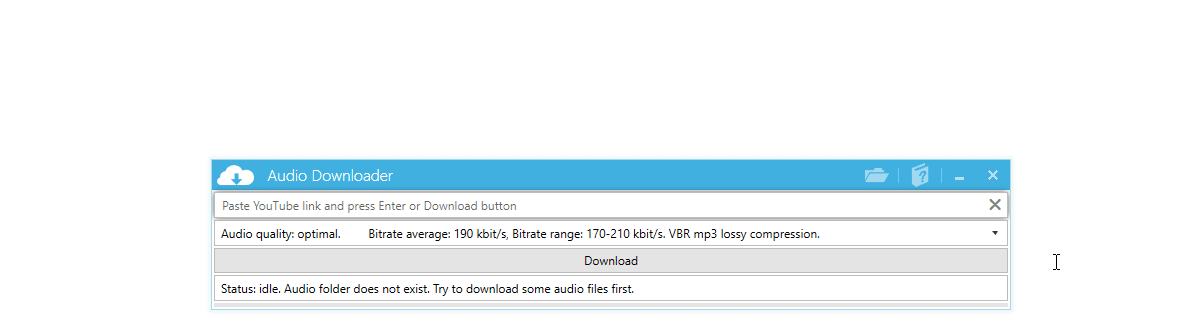 Audio Downloader
Paste YouTube link and press Enter or Download button
Audio quality: optimal. Bitrate average: 190 kbit/s, Bitrate range: 170-210 kbit/s. VBR mp3 lossy compression.
Download
Status: idle. Audio folder does not exist. Try to download some audio files first.